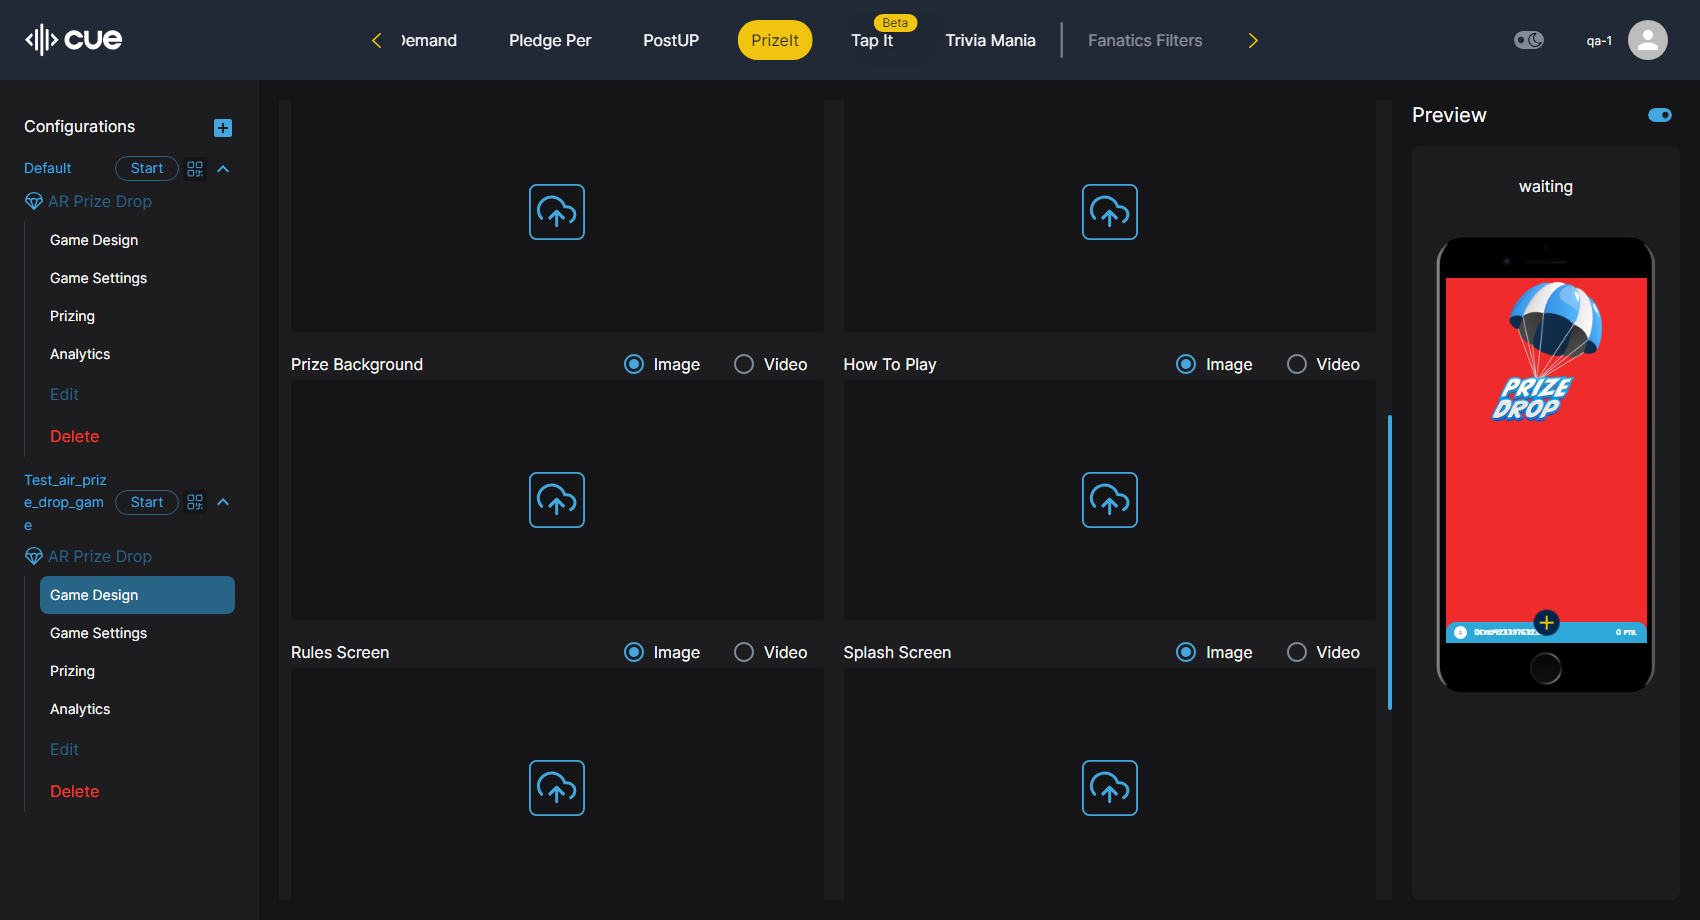 cue
Demand
Pledge Per
PostUP
PrizeIt
Beta
Tap It
Trivia Mania
Fanatics Filters
qa-1
Configurations
Default
Start
AR Prize Drop
Game Design
Game Settings
Prizing
Analytics
Edit
Delete
Test_air_priz
e_drop_gam
e
Start
AR Prize Drop
Game Design
Game Settings
Prizing
Analytics
Edit
Delete
Prize Background
Image
Video
How To Play
Image
Video
Rules Screen
Image
Video
Splash Screen
Image
Video
Preview
waiting
PRIZE
DROP
0 PTS.